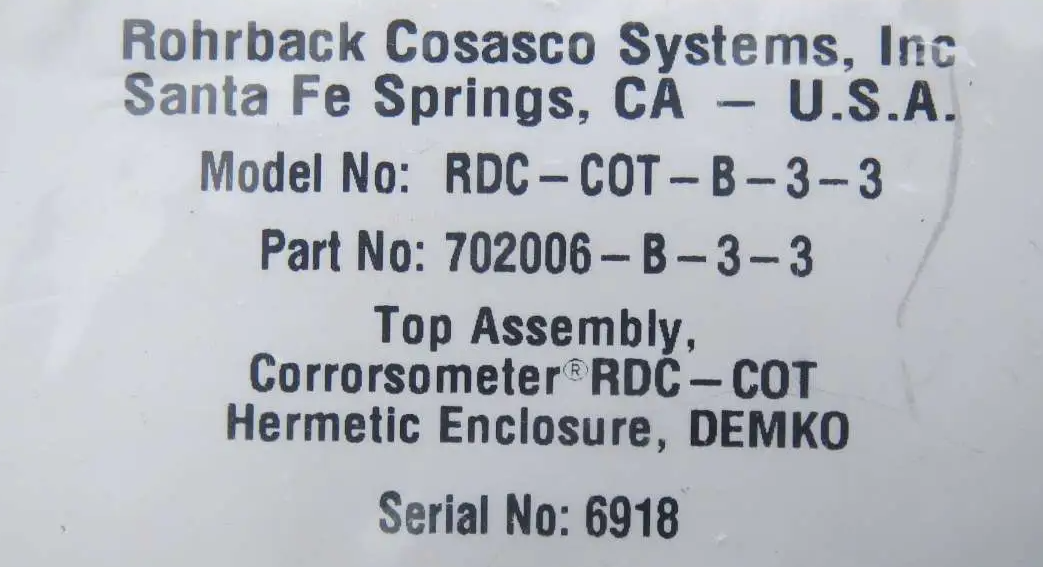 Rohrback Cosasco Systems, Inc
Santa Fe Springs, CA – U.S.A.
Model No: RDC–COT–B–3–3
Part No: 702006–B–3–3
Top Assembly,
Corrorsometer® RDC–COT
Hermetic Enclosure, DEMKO
Serial No: 6918